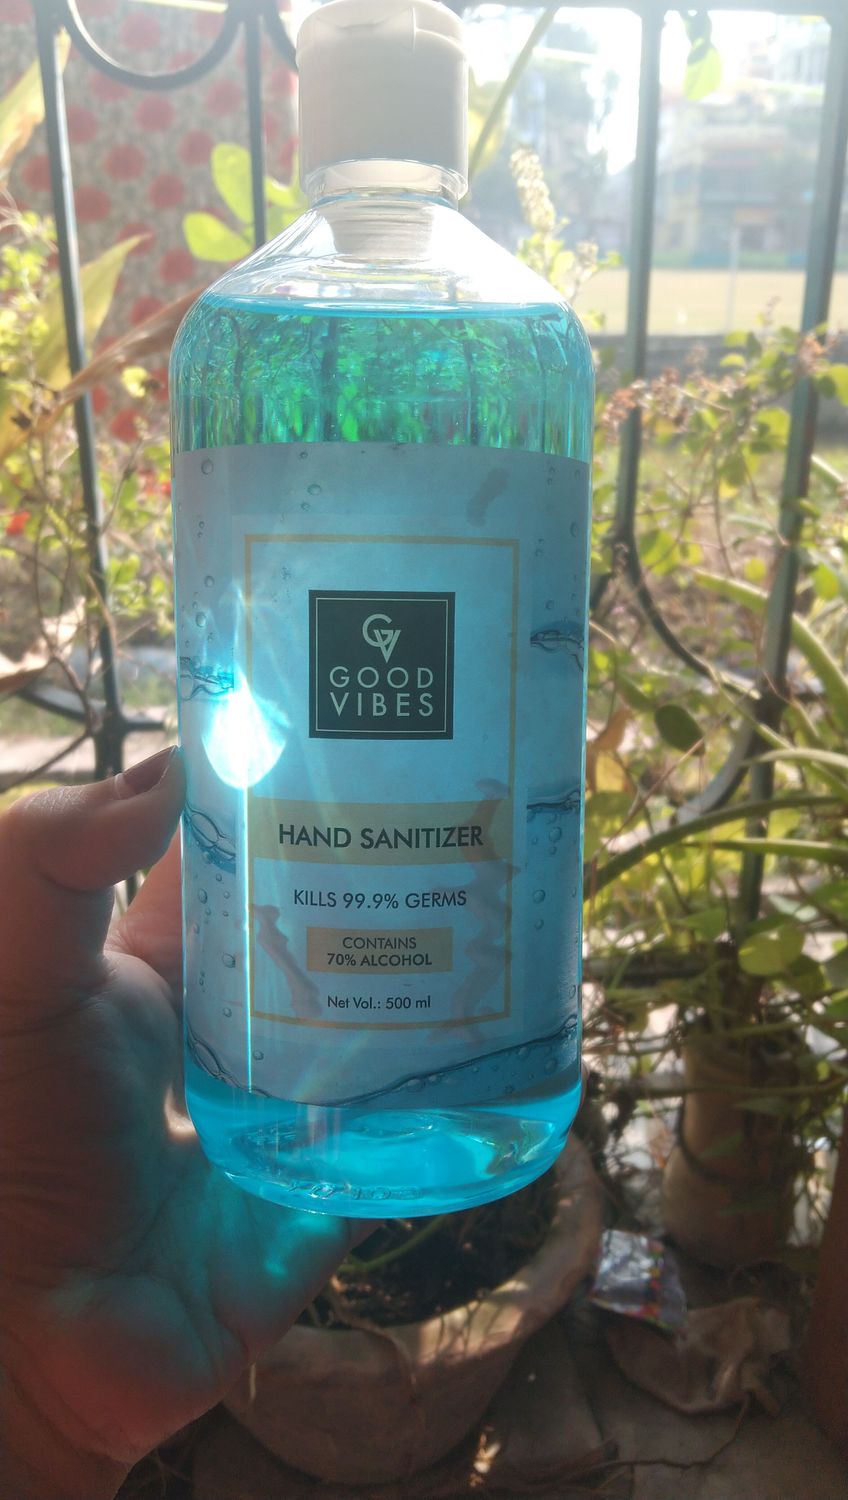 GV
GOOD
VIBES
HAND SANITIZER
KILLS 99.9% GERMS
CONTAINS
70% ALCOHOL
Net Vol.: 500 ml